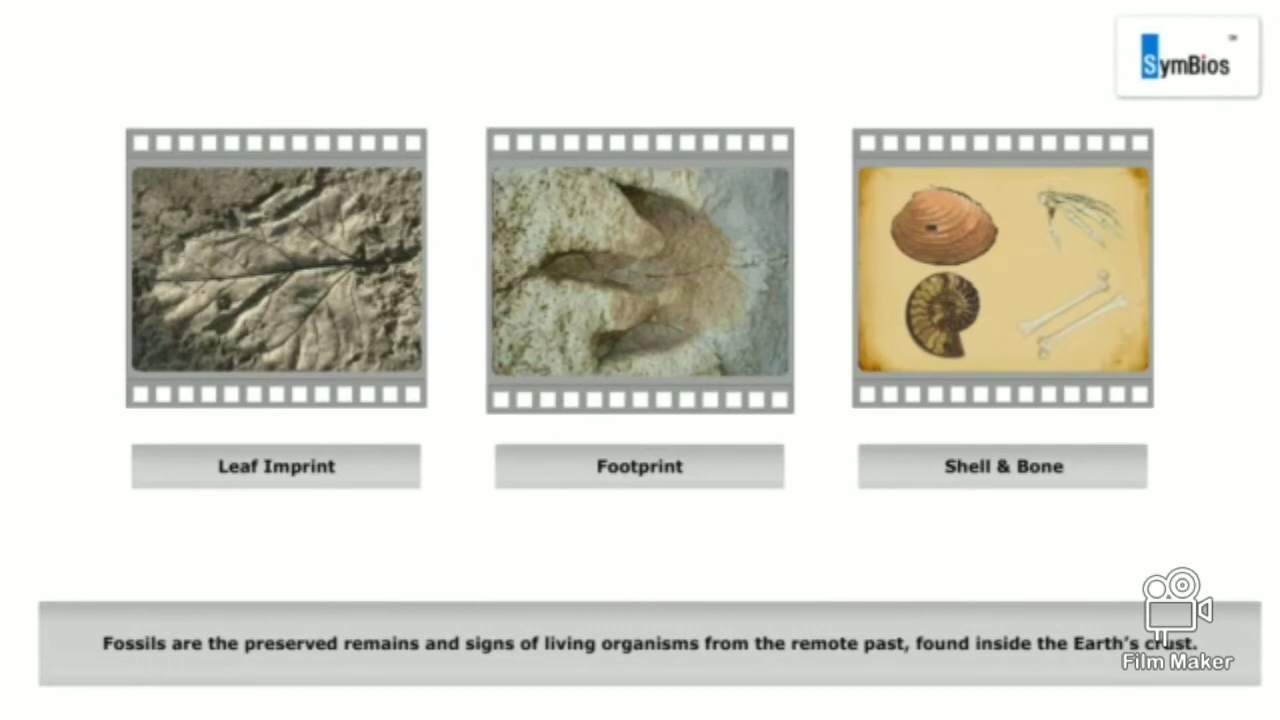 SymBios
TM
Leaf Imprint
Footprint
Shell & Bone
Fossils are the preserved remains and signs of living organisms from the remote past, found inside the Earth's crust.
Film Maker